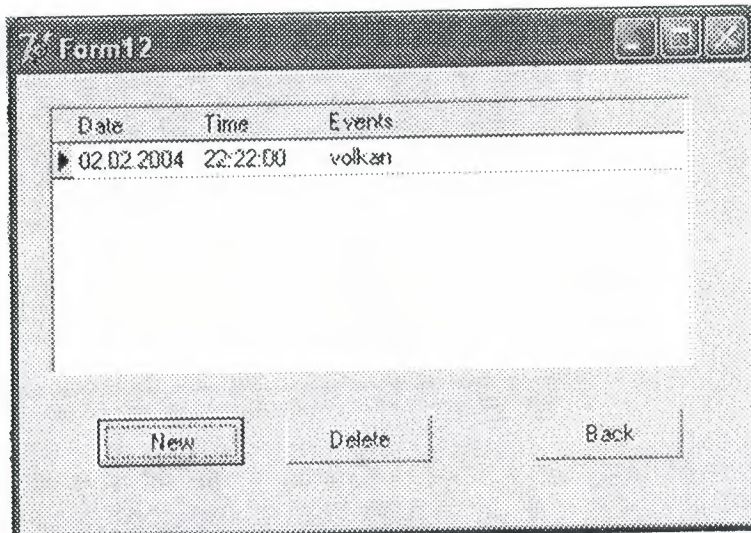 Form12
Date Time Events
02.02.2004 22:22:00 volkan
New Delete Back